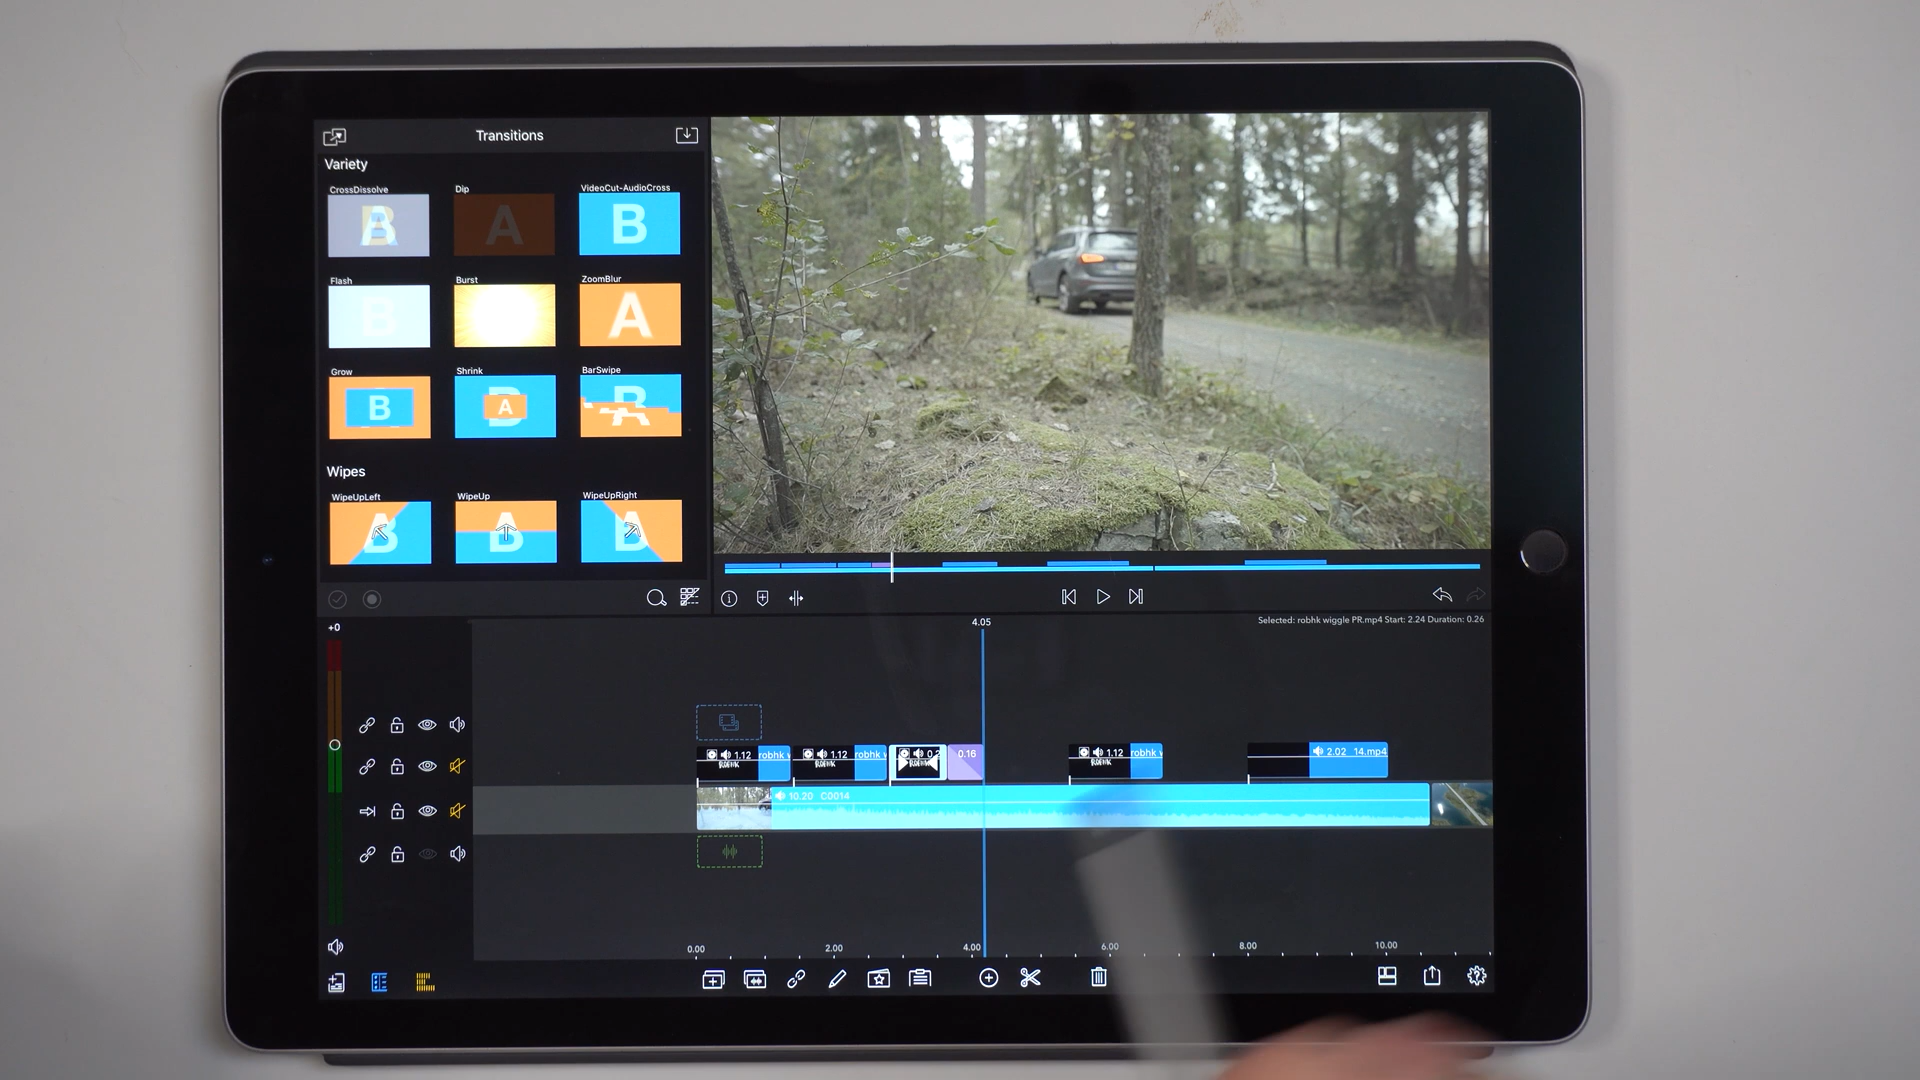 Transitions
Variety
CrossDissolve
Dip
VideoCut-AudioCross
B
A
B
Flash
Burst
ZoomBlur
B
A
Grow
Shrink
BarSwipe
B
A
Wipes
WipeUpLeft
WipeUp
WipeUpRight
+0
4.05
Selected: robhk wiggle PR.mp4 Start: 2.24 Duration: 0.26
1.12 robhk
1.12 robhk
0.16
1.12 robhk
2.02 14.mp4
10.20 C0014
0.00 2.00 4.00 6.00 8.00 10.00